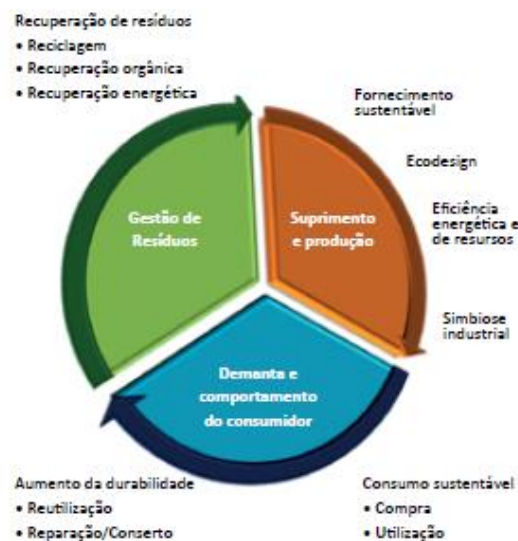 Recuperação de resíduos
• Reciclagem
• Recuperação orgânica
• Recuperação energética
Fornecimento
sustentável
Ecodesign
Eficiência
energética e
de resursos
Simbiose
industrial
Gestão de
Resíduos
Suprimento
e produção
Demanta e
comportamento
do consumidor
Aumento da durabilidade
• Reutilização
• Reparação/Conserto
Consumo sustentável
• Compra
• Utilização